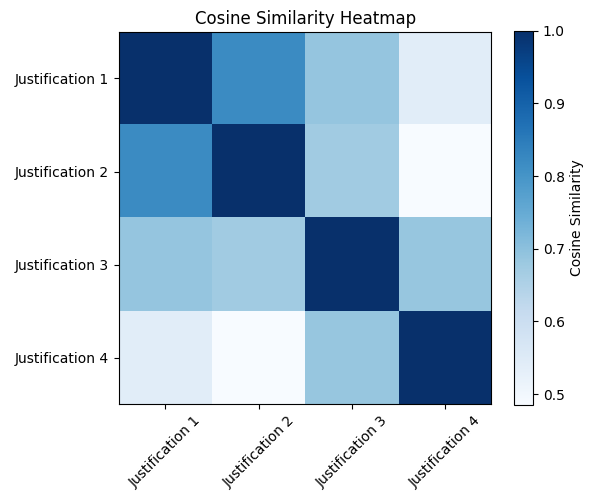 Cosine Similarity Heatmap
Justification 1
Justification 2
Justification 3
Justification 4
Justification 1
Justification 2
Justification 3
Justification 4
1.0
0.9
0.8
0.7
0.6
0.5
Cosine Similarity